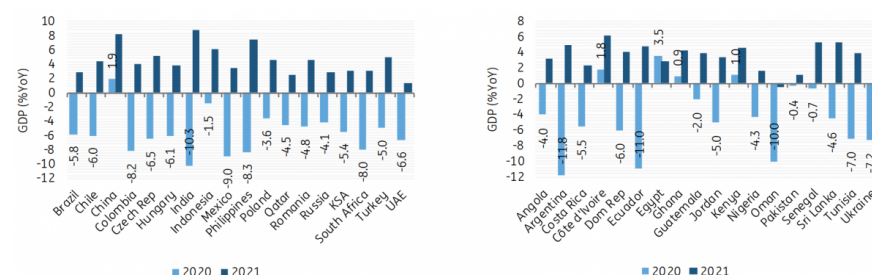 GDP (%YoY)
10
8
6
4
2
0
-2
-4
-6
-8
-10
-12
-5.8
-6.0
1.9
-8.2
-6.5
-6.1
-10.3
-1.5
-9.0
-8.3
-3.6
-4.5
-4.8
-4.1
-5.4
-8.0
-5.0
-6.6
Brazil
Chile
China
Colombia
Czech Rep
Hungary
India
Indonesia
Mexico
Philippines
Poland
Qatar
Romania
Russia
KSA
South Africa
Turkey
UAE
2020 2021
GDP (%YoY)
8
6
4
2
0
-2
-4
-6
-8
-10
-12
-4.0
-11.8
-5.5
1.8
-6.0
-11.0
3.5
0.9
-2.0
-5.0
1.0
-4.3
-10.0
-0.4
-0.7
-4.6
-7.0
-7.2
Angola
Argentina
Costa Rica
Côte d'Ivoire
Dom Rep
Ecuador
Egypt
Ghana
Guatemala
Jordan
Kenya
Nigeria
Oman
Pakistan
Senegal
Sri Lanka
Tunisia
Ukraine
2020 2021